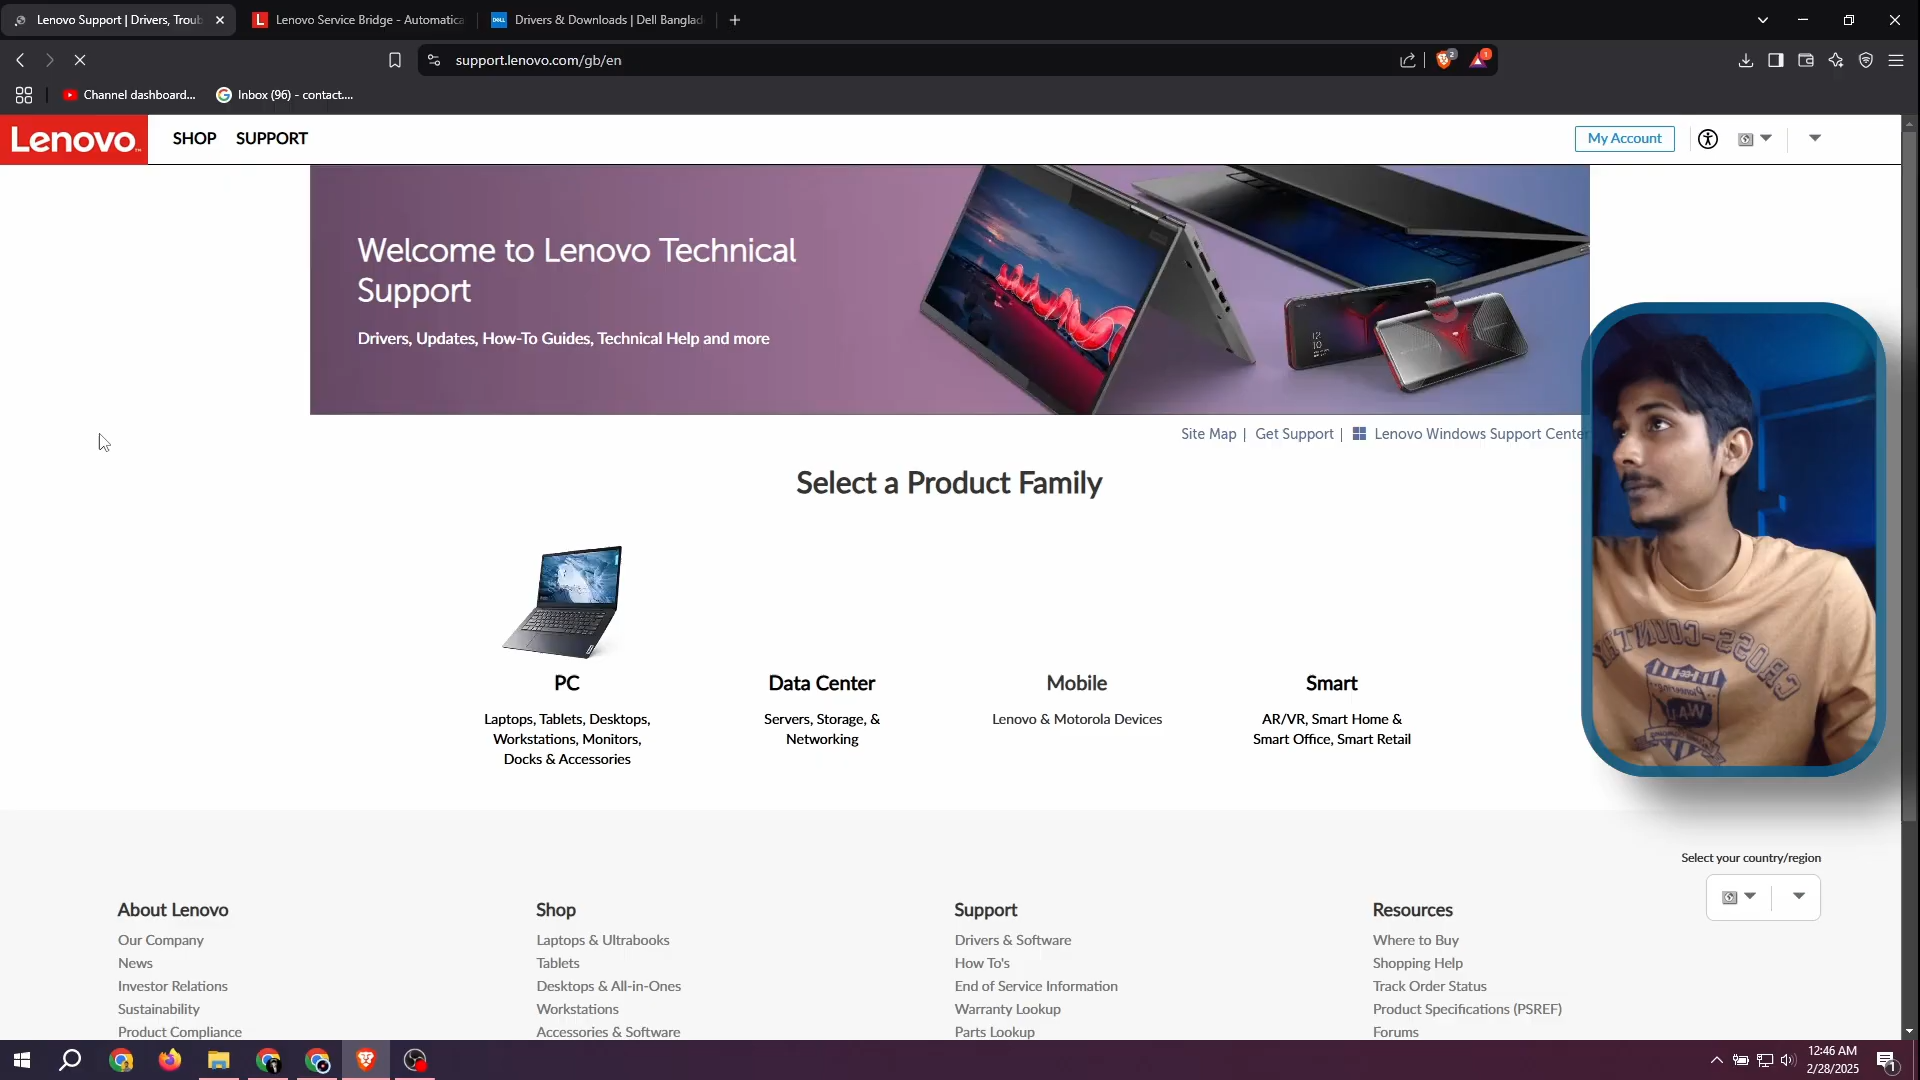 Lenovo Support | Drivers, Troub
Lenovo Service Bridge - Automatica
Drivers & Downloads | Dell Banglad
support.lenovo.com/gb/en
2
1
Channel dashboard...
Inbox (96) - contact....
Lenovo
SHOP
SUPPORT
My Account
Welcome to Lenovo Technical
Support
Drivers, Updates, How-To Guides, Technical Help and more
Site Map |
Get Support |
Lenovo Windows Support Center
Select a Product Family
PC
Laptops, Tablets, Desktops,
Workstations, Monitors,
Docks & Accessories
Data Center
Servers, Storage, &
Networking
Mobile
Lenovo & Motorola Devices
Smart
AR/VR, Smart Home &
Smart Office, Smart Retail
CROSS-COUNTRY
Select your country/region
About Lenovo
Our Company
News
Investor Relations
Sustainability
Product Compliance
Shop
Laptops & Ultrabooks
Tablets
Desktops & All-in-Ones
Workstations
Accessories & Software
Support
Drivers & Software
How To's
End of Service Information
Warranty Lookup
Parts Lookup
Resources
Where to Buy
Shopping Help
Track Order Status
Product Specifications (PSREF)
Forums
12:46 AM
2/28/2025
1